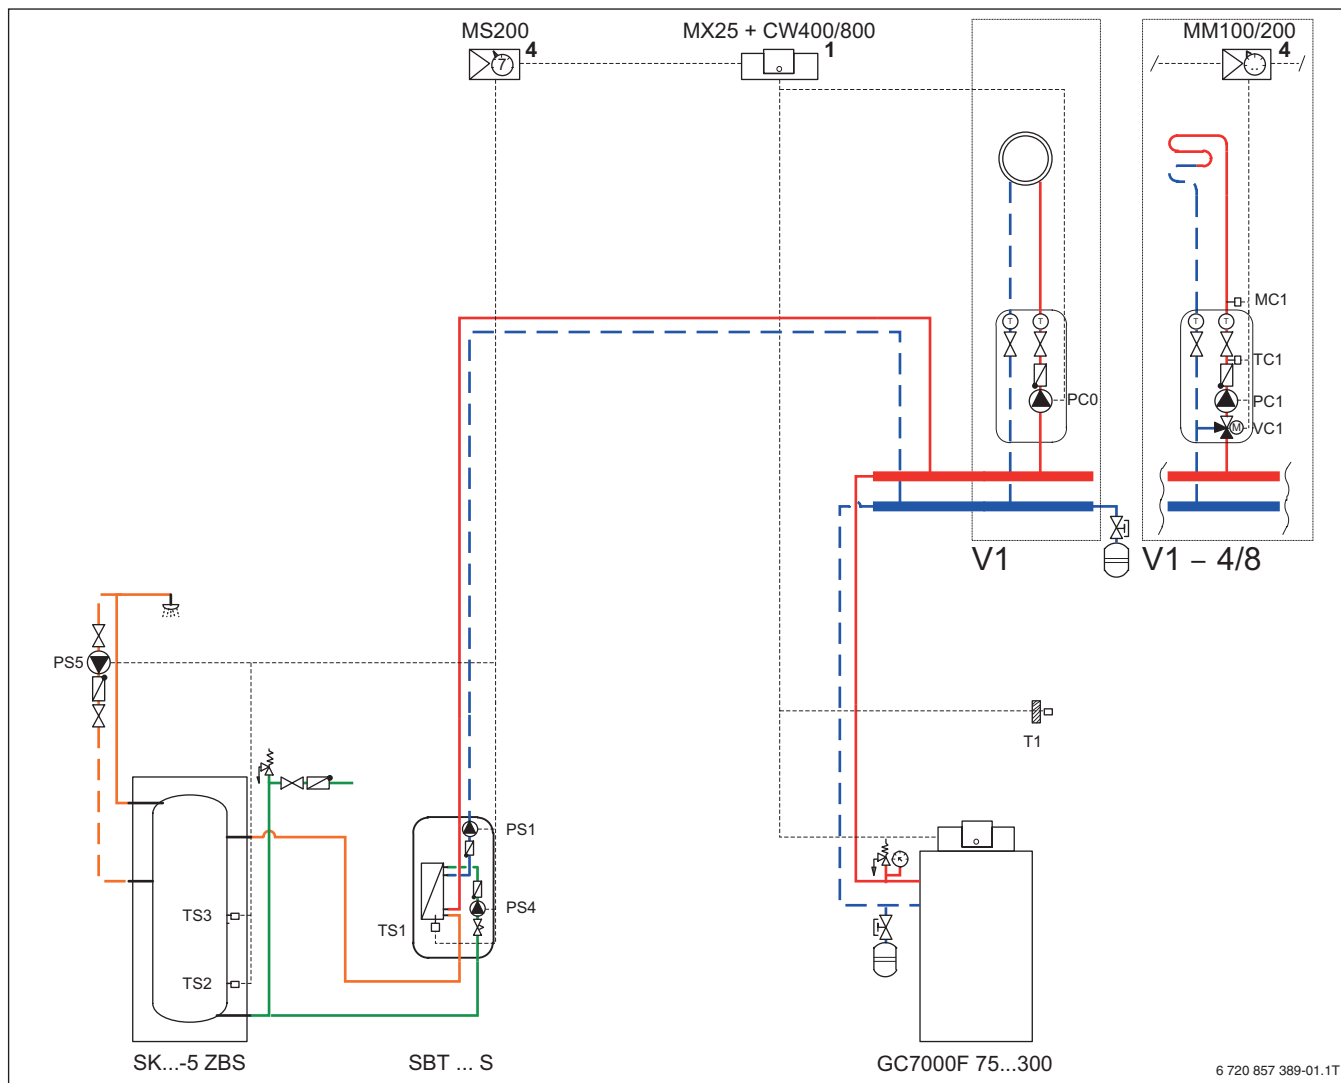 MS200
4
MX25 + CW400/800
1
MM100/200
4
7
MC1
T
T
T
T
TC1
PC0
PC1
M
VC1
V1
V1 – 4/8
PS5
T1
PS1
PS4
TS3
TS1
TS2
SK...-5 ZBS
SBT ... S
GC7000F 75...300
6 720 857 389-01.1T